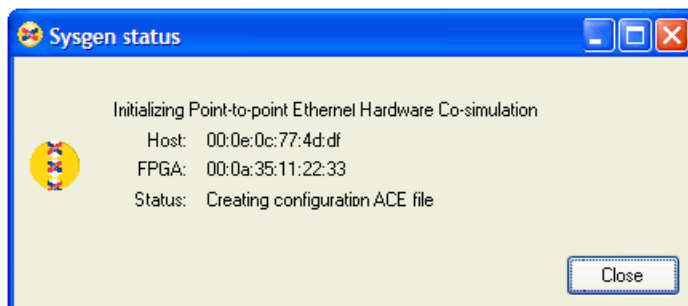 Sysgen status
Initializing Point-to-point Ethernet Hardware Co-simulation
Host: 00:0e:0c:77:4d:df
FPGA: 00:0a:35:11:22:33
Status: Creating configuration ACE file
Close